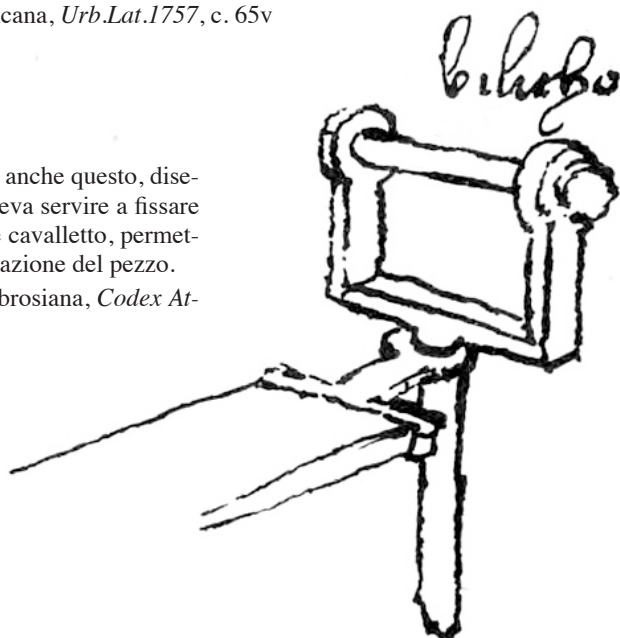 cana, Urb.Lat.1757, c. 65v
anche questo, dise-
eva servire a fissare
e cavalletto, permet-
azione del pezzo.
brosiana, Codex At-